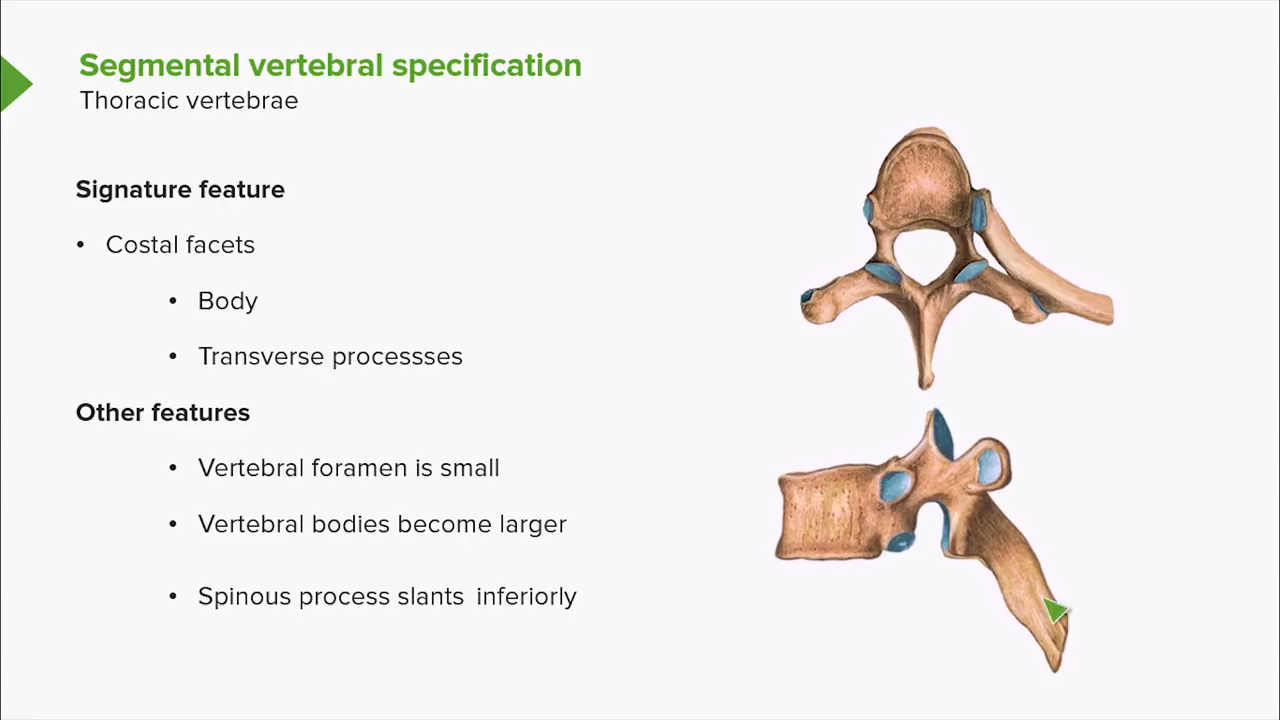 Segmental vertebral specification
Thoracic vertebrae
Signature feature
• Costal facets
• Body
• Transverse processses
Other features
• Vertebral foramen is small
• Vertebral bodies become larger
• Spinous process slants inferiorly